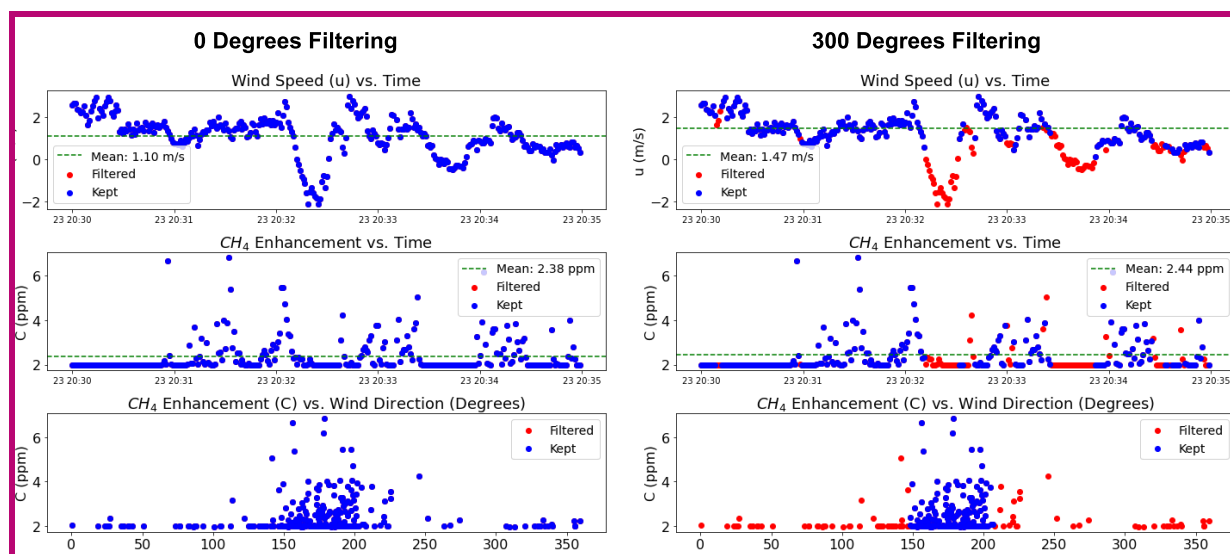 0 Degrees Filtering
300 Degrees Filtering
Wind Speed (u) vs. Time
2
0
−2
Mean: 1.10 m/s
Filtered
Kept
23 20:30 23 20:31 23 20:32 23 20:33 23 20:34 23 20:35
Wind Speed (u) vs. Time
u (m/s)
2
0
−2
Mean: 1.47 m/s
Filtered
Kept
23 20:30 23 20:31 23 20:32 23 20:33 23 20:34 23 20:35
CH4 Enhancement vs. Time
C (ppm)
6
4
2
Mean: 2.38 ppm
Filtered
Kept
23 20:30 23 20:31 23 20:32 23 20:33 23 20:34 23 20:35
CH4 Enhancement vs. Time
C (ppm)
6
4
2
Mean: 2.44 ppm
Filtered
Kept
23 20:30 23 20:31 23 20:32 23 20:33 23 20:34 23 20:35
CH4 Enhancement (C) vs. Wind Direction (Degrees)
C (ppm)
6
4
2
Filtered
Kept
0 50 100 150 200 250 300 350
CH4 Enhancement (C) vs. Wind Direction (Degrees)
C (ppm)
6
4
2
Filtered
Kept
0 50 100 150 200 250 300 350